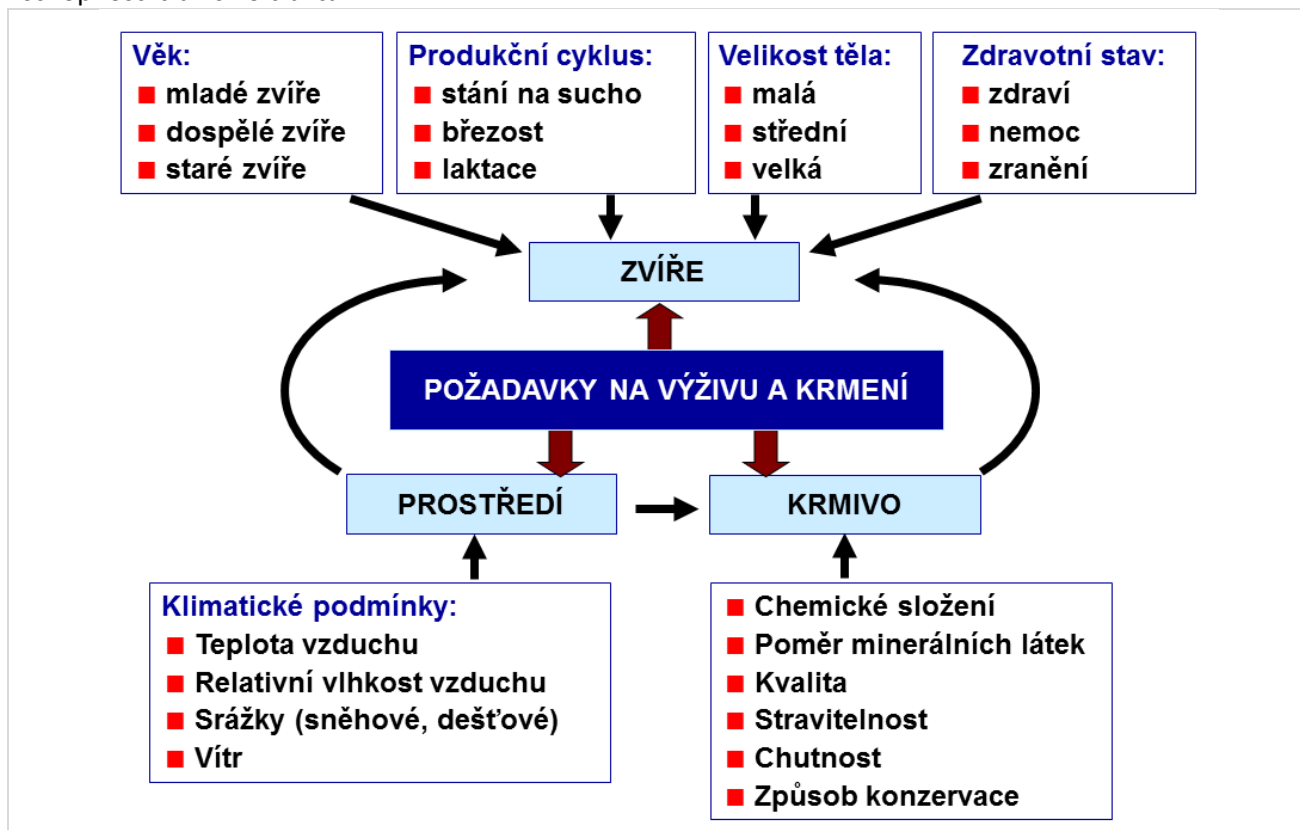 Věk:
■ mladé zvíře
■ dospělé zvíře
■ staré zvíře
Produkční cyklus:
■ stání na sucho
■ březost
■ laktace
Velikost těla:
■ malá
■ střední
■ velká
Zdravotní stav:
■ zdraví
■ nemoc
■ zranění
ZVÍŘE
POŽADAVKY NA VÝŽIVU A KRMENÍ
PROSTŘEDÍ
KRMIVO
Klimatické podmínky:
■ Teplota vzduchu
■ Relativní vlhkost vzduchu
■ Srážky (sněhové, dešťové)
■ Vítr
■ Chemické složení
■ Poměr minerálních látek
■ Kvalita
■ Stravitelnost
■ Chutnost
■ Způsob konzervace